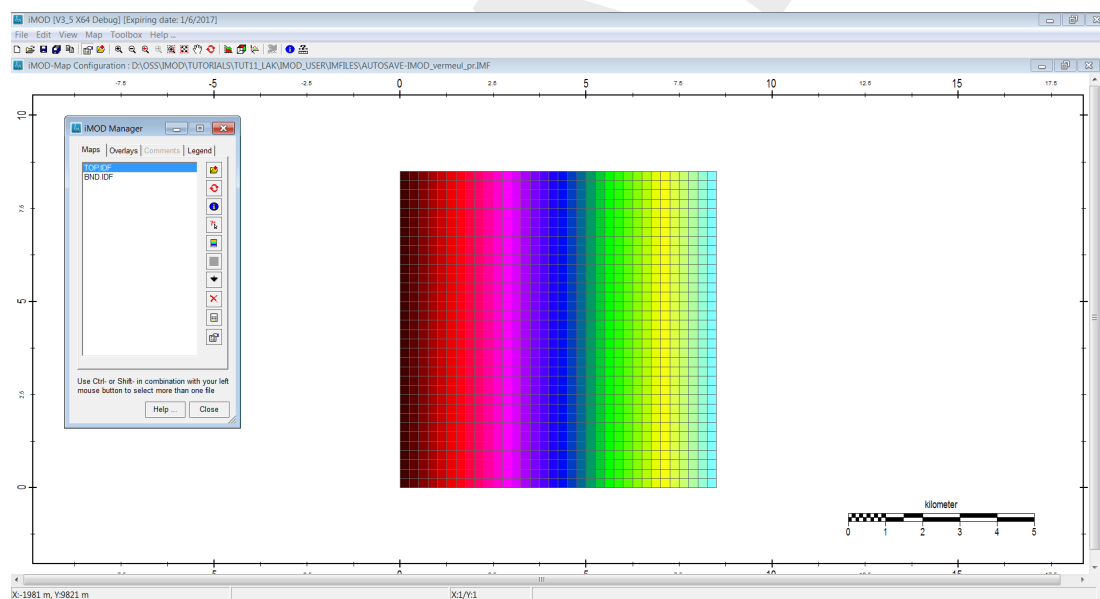 iMOD [V3_5 X64 Debug] [Expiring date: 1/6/2017]
File Edit View Map Toolbox Help ...
iMOD-Map Configuration : D:\OSS\IMOD\TUTORIALS\TUT11_LAK\IMOD_USER\IMFILES\AUTOSAVE-IMOD_vermeul_pr.IMF
-7.5 -5 -2.5 0 2.5 5 7.5 10 12.5 15 17.5
10
7.5
5
2.5
0
iMOD Manager
Maps Overlays Comments Legend
TOP.IDF
BND.IDF
Use Ctrl- or Shift- in combination with your left
mouse button to select more than one file
Help ... Close
kilometer
0 1 2 3 4 5
X:-1981 m, Y:9821 m X:1/Y:1